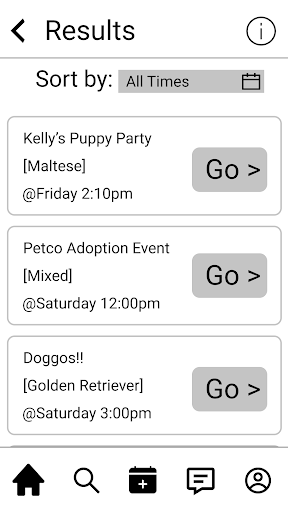 Results
Sort by: All Times
Kelly's Puppy Party
[Maltese]
@Friday 2:10pm
Go >
Petco Adoption Event
[Mixed]
@Saturday 12:00pm
Go >
Doggos!!
[Golden Retriever]
@Saturday 3:00pm
Go >